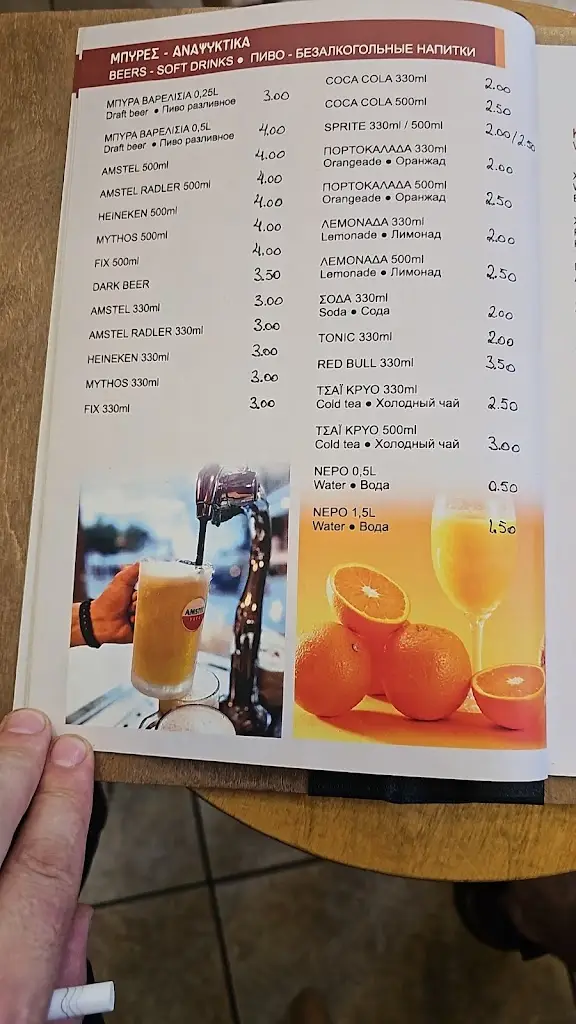 ΜΠΥΡΕΣ - ΑΝΑΨΥΚΤΙΚΑ
BEERS - SOFT DRINKS ● ПИВО - БЕЗАЛКОГОЛЬНЫЕ НАПИТКИ
ΜΠΥΡΑ ΒΑΡΕΛΙΣΙΑ 0,25L 3.00
Draft beer ● Пиво разливное
ΜΠΥΡΑ ΒΑΡΕΛΙΣΙΑ 0,5L 4.00
Draft beer ● Пиво разливное
AMSTEL 500ml 4.00
AMSTEL RADLER 500ml 4.00
HEINEKEN 500ml 4.00
MYTHOS 500ml 4.00
FIX 500ml 4.00
DARK BEER 3.50
AMSTEL 330ml 3.00
AMSTEL RADLER 330ml 3.00
HEINEKEN 330ml 3.00
MYTHOS 330ml 3.00
FIX 330ml 3.00
COCA COLA 330ml 2.00
COCA COLA 500ml 2.50
SPRITE 330ml / 500ml 2.00/2.50
ΠΟΡΤΟΚΑΛΑΔΑ 330ml 2.00
Orangeade ● Оранжад
ΠΟΡΤΟΚΑΛΑΔΑ 500ml 2.50
Orangeade ● Оранжад
ΛΕΜΟΝΑΔΑ 330ml 2.00
Lemonade ● Лимонад
ΛΕΜΟΝΑΔΑ 500ml 2.50
Lemonade ● Лимонад
ΣΟΔΑ 330ml 2.00
Soda ● Сода
TONIC 330ml 2.00
RED BULL 330ml 3.50
ΤΣΑΪ ΚΡΥΟ 330ml 2.50
Cold tea ● Холодный чай
ΤΣΑΪ ΚΡΥΟ 500ml 3.00
Cold tea ● Холодный чай
ΝΕΡΟ 0,5L 0.50
Water ● Вода
ΝΕΡΟ 1,5L 1.50
Water ● Вода
AMSTEL